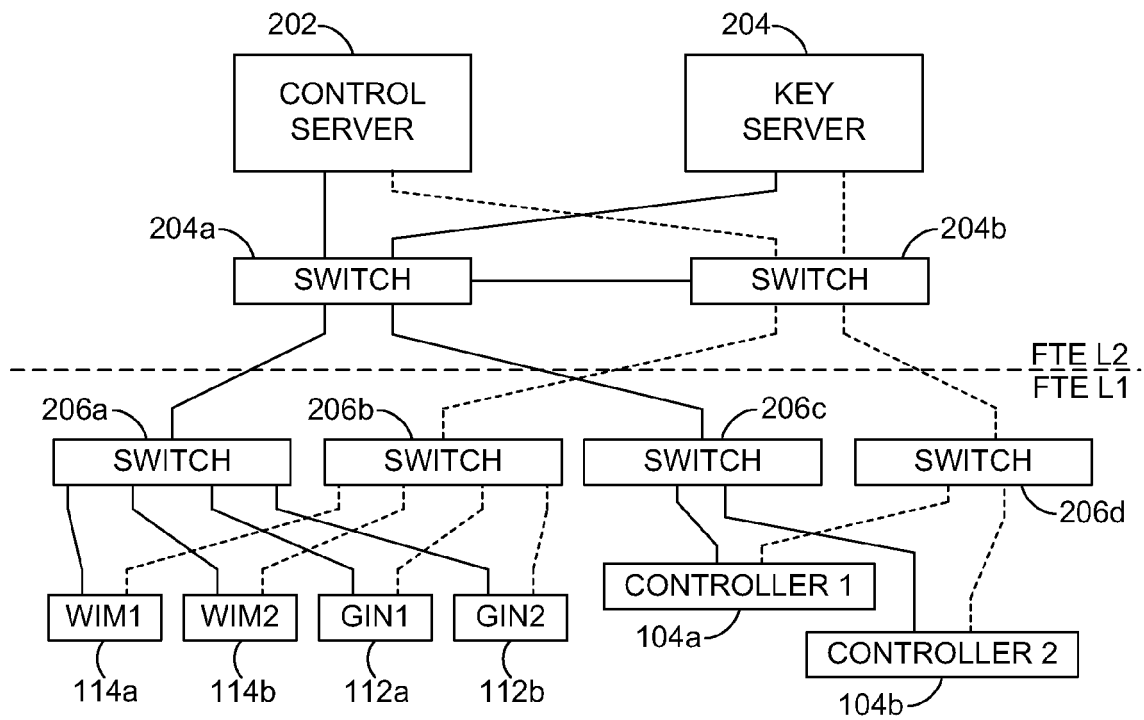 202
204
CONTROL
SERVER
KEY
SERVER
204a
204b
SWITCH
SWITCH
FTE L2
FTE L1
206a
206b
206c
SWITCH
SWITCH
SWITCH
SWITCH
206d
WIM1
WIM2
GIN1
GIN2
CONTROLLER 1
104a
CONTROLLER 2
114a
114b
112a
112b
104b